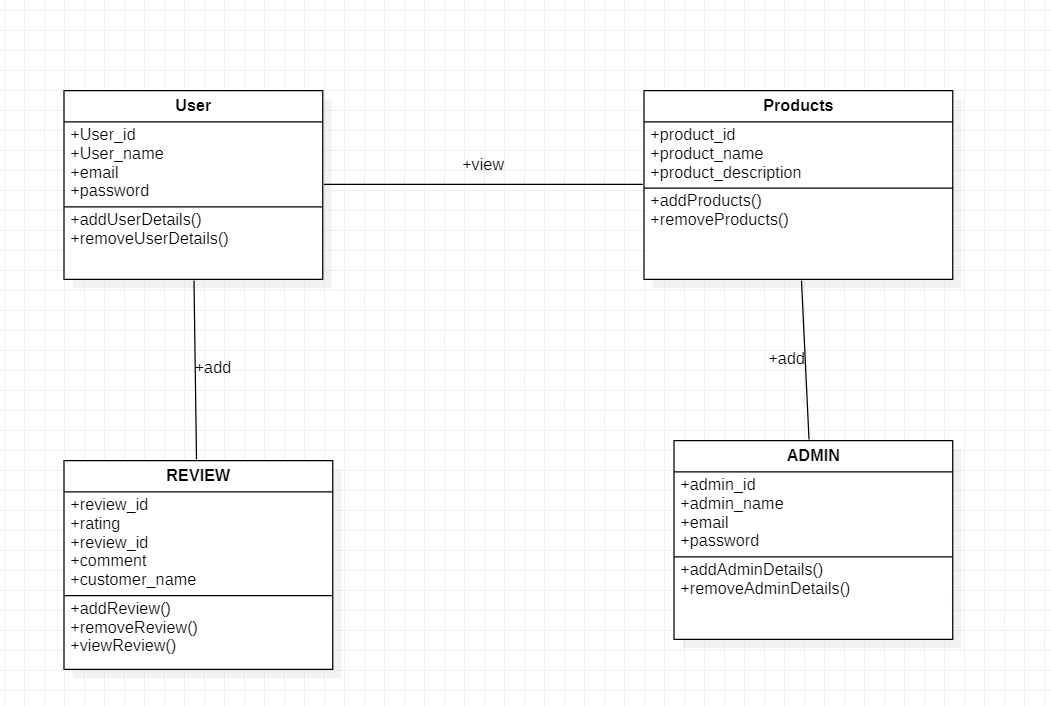 User
+User_id
+User_name
+email
+password
+addUserDetails()
+removeUserDetails()
+view
Products
+product_id
+product_name
+product_description
+addProducts()
+removeProducts()
+add
+add
REVIEW
+review_id
+rating
+review_id
+comment
+customer_name
+addReview()
+removeReview()
+viewReview()
ADMIN
+admin_id
+admin_name
+email
+password
+addAdminDetails()
+removeAdminDetails()